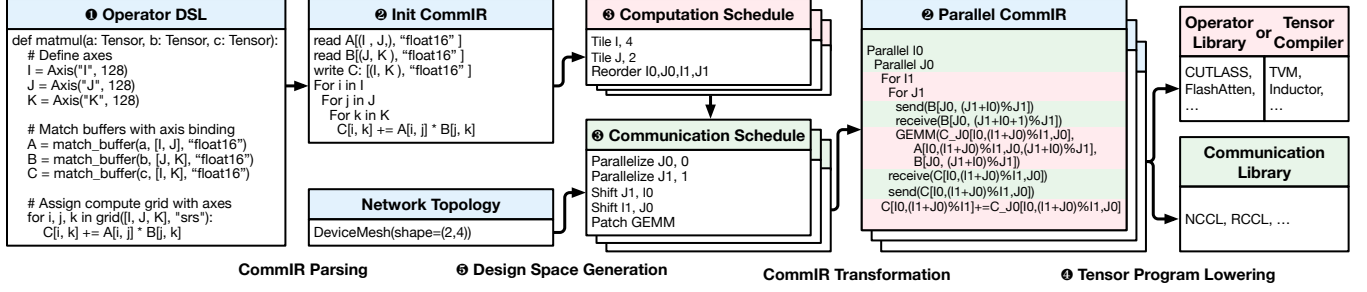 ❶ Operator DSL
def matmul(a: Tensor, b: Tensor, c: Tensor):
# Define axes
I = Axis("I", 128)
J = Axis("J", 128)
K = Axis("K", 128)
# Match buffers with axis binding
A = match_buffer(a, [I, J], “float16”)
B = match_buffer(b, [J, K], “float16”)
C = match_buffer(c, [I, K], “float16”)
# Assign compute grid with axes
for i, j, k in grid([I, J, K], "srs"):
C[i, k] += A[i, j] * B[j, k]
❷ Init CommIR
read A[(I , J,), “float16” ]
read B[(J, K ), “float16” ]
write C: [(I, K ), “float16” ]
For i in I
For j in J
For k in K
C[i, k] += A[i, j] * B[j, k]
Network Topology
DeviceMesh(shape=(2,4))
❸ Computation Schedule
Tile I, 4
Tile J, 2
Reorder I0,J0,I1,J1
❸ Communication Schedule
Parallelize J0, 0
Parallelize J1, 1
Shift J1, I0
Shift I1, J0
Patch GEMM
❷ Parallel CommIR
Parallel I0
Parallel J0
For I1
For J1
send(B[J0, (J1+I0)%J1])
receive(B[J0, (J1+I0+1)%J1])
GEMM(C_J0[I0,(I1+J0)%I1,J0],
A[I0,(I1+J0)%I1,J0,(J1+I0)%J1],
B[J0, (J1+I0)%J1])
receive(C[I0,(I1+J0)%I1,J0])
send(C[I0,(I1+J0)%I1,J0])
C[I0,(I1+J0)%I1]+=C_J0[I0,(I1+J0)%I1,J0]
Operator Library
or
Tensor Compiler
CUTLASS,
FlashAtten,
…
TVM,
Inductor,
…
Communication
Library
NCCL, RCCL, …
CommIR Parsing
❺ Design Space Generation
CommIR Transformation
❹ Tensor Program Lowering